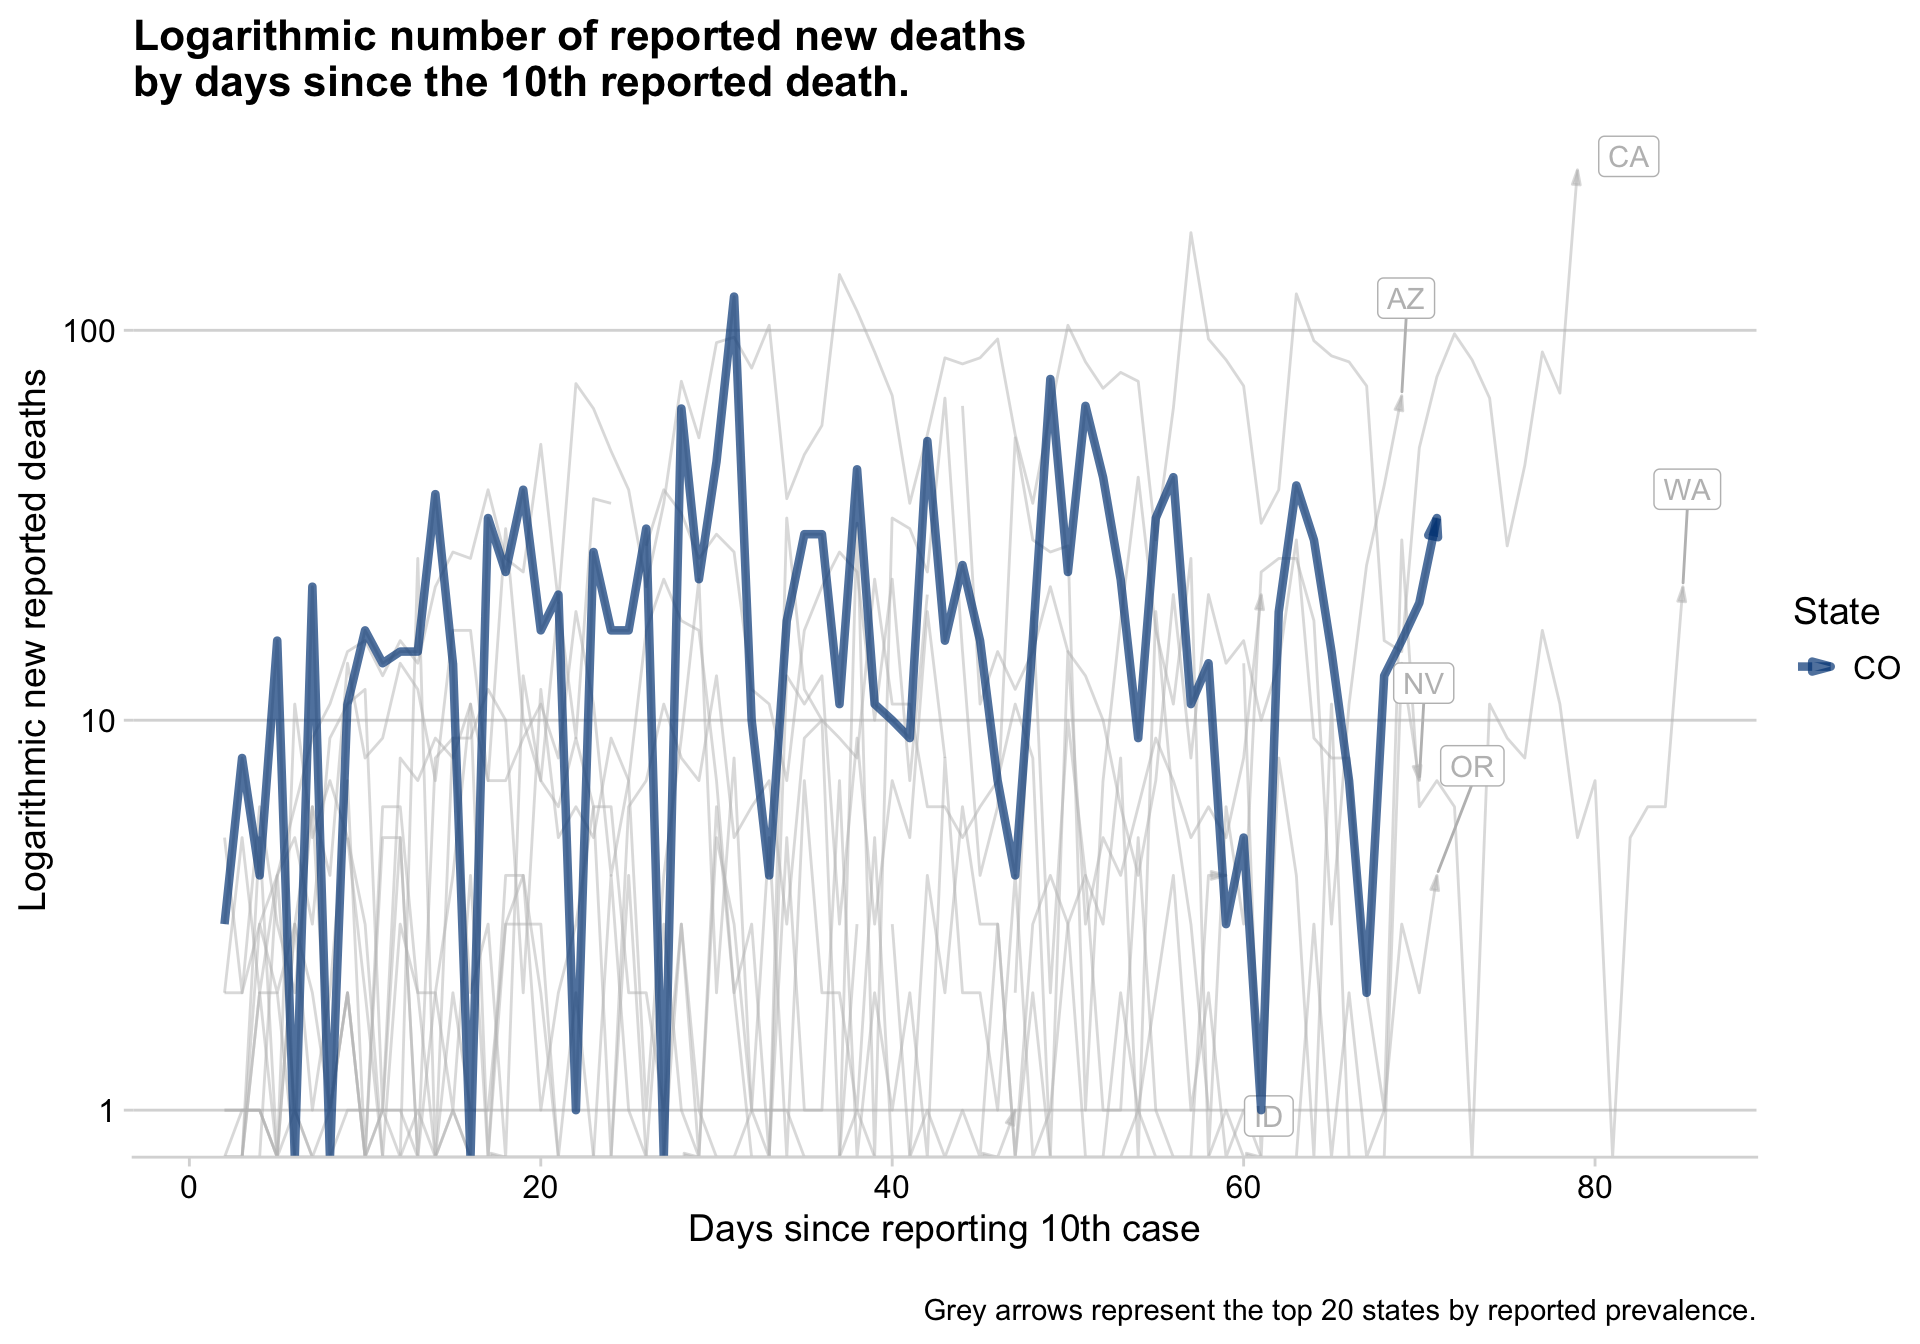 Logarithmic number of reported new deaths
by days since the 10th reported death.
CA
AZ
100
WA
Logarithmic new reported deaths
State
CO
NV
10
OR
1
ID
0 20 40 60 80
Days since reporting 10th case
Grey arrows represent the top 20 states by reported prevalence.